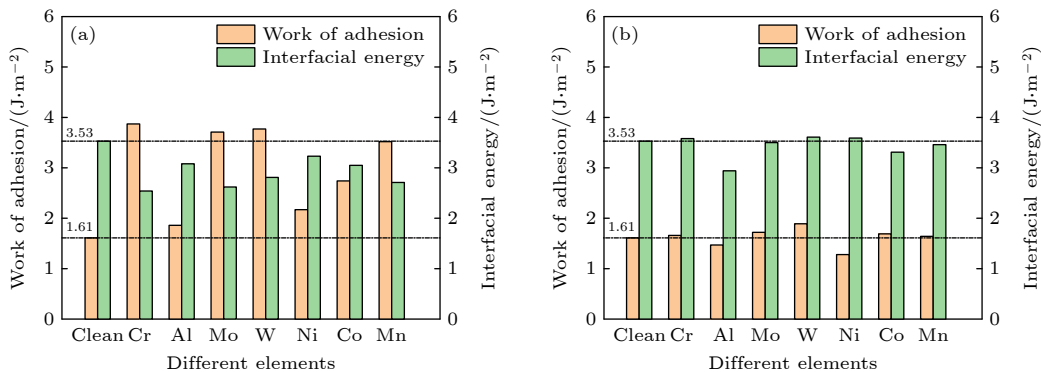 (a)
Work of adhesion
Interfacial energy
Work of adhesion/(J·m⁻²)
6
5
4
3
2
1
0
3.53
1.61
Clean Cr Al Mo W Ni Co Mn
Different elements
6
5
4
3
2
1
0
Interfacial energy/(J·m⁻²)
(b)
Work of adhesion
Interfacial energy
Work of adhesion/(J·m⁻²)
6
5
4
3
2
1
0
3.53
1.61
Clean Cr Al Mo W Ni Co Mn
Different elements
6
5
4
3
2
1
0
Interfacial energy/(J·m⁻²)